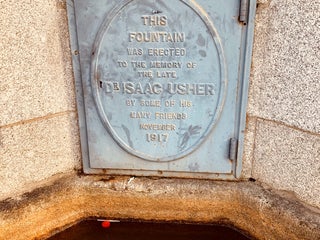 THIS
FOUNTAIN
WAS ERECTED
TO THE MEMORY OF
THE LATE
DR ISAAC USHER
BY SOME OF HIS
MANY FRIENDS
NOVEMBER
1917